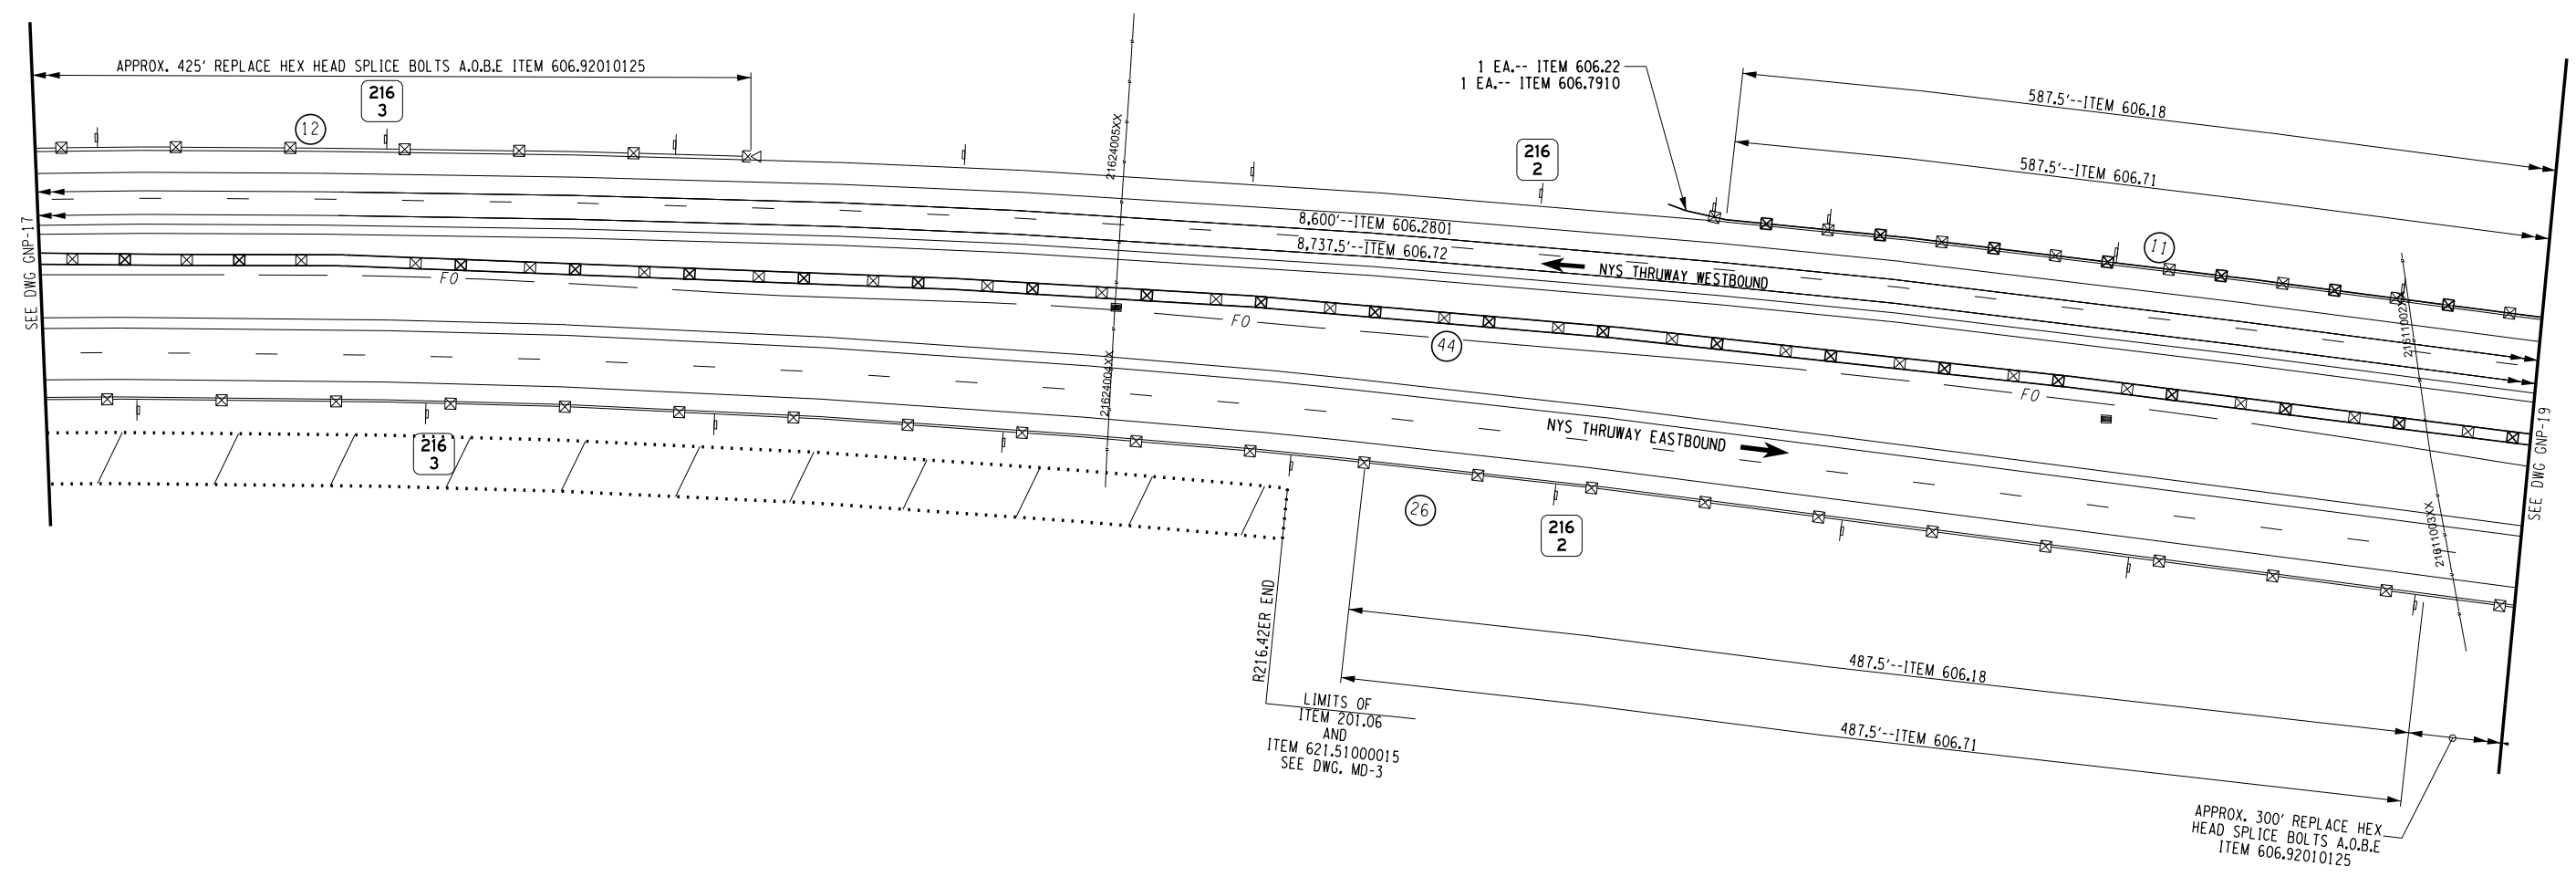 APPROX. 425' REPLACE HEX HEAD SPLICE BOLTS A.O.B.E ITEM 606.92010125
216
3
12
SEE DWG GNP-17
21624005XX
1 EA.-- ITEM 606.22
1 EA.-- ITEM 606.7910
587.5'--ITEM 606.18
587.5'--ITEM 606.71
216
2
11
8,600'--ITEM 606.2801
8,737.5'--ITEM 606.72
NYS THRUWAY WESTBOUND
FO
FO
44
FO
21624004XX
NYS THRUWAY EASTBOUND
21611002XX
21611003XX
SEE DWG GNP-19
216
3
26
216
2
R216.42ER END
LIMITS OF
ITEM 201.06
AND
ITEM 621.51000015
SEE DWG. MD-3
487.5'--ITEM 606.18
487.5'--ITEM 606.71
APPROX. 300' REPLACE HEX
HEAD SPLICE BOLTS A.O.B.E
ITEM 606.92010125